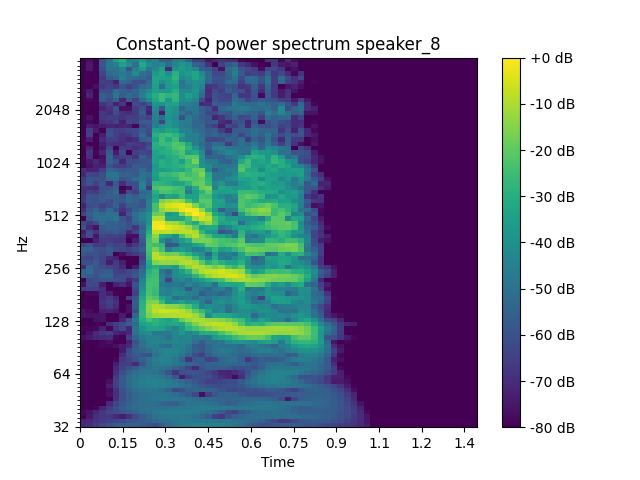 Constant-Q power spectrum speaker_8
Hz
2048
1024
512
256
128
64
32
0
0.15
0.3
0.45
0.6
0.75
0.9
1.1
1.2
1.4
Time
+0 dB
-10 dB
-20 dB
-30 dB
-40 dB
-50 dB
-60 dB
-70 dB
-80 dB